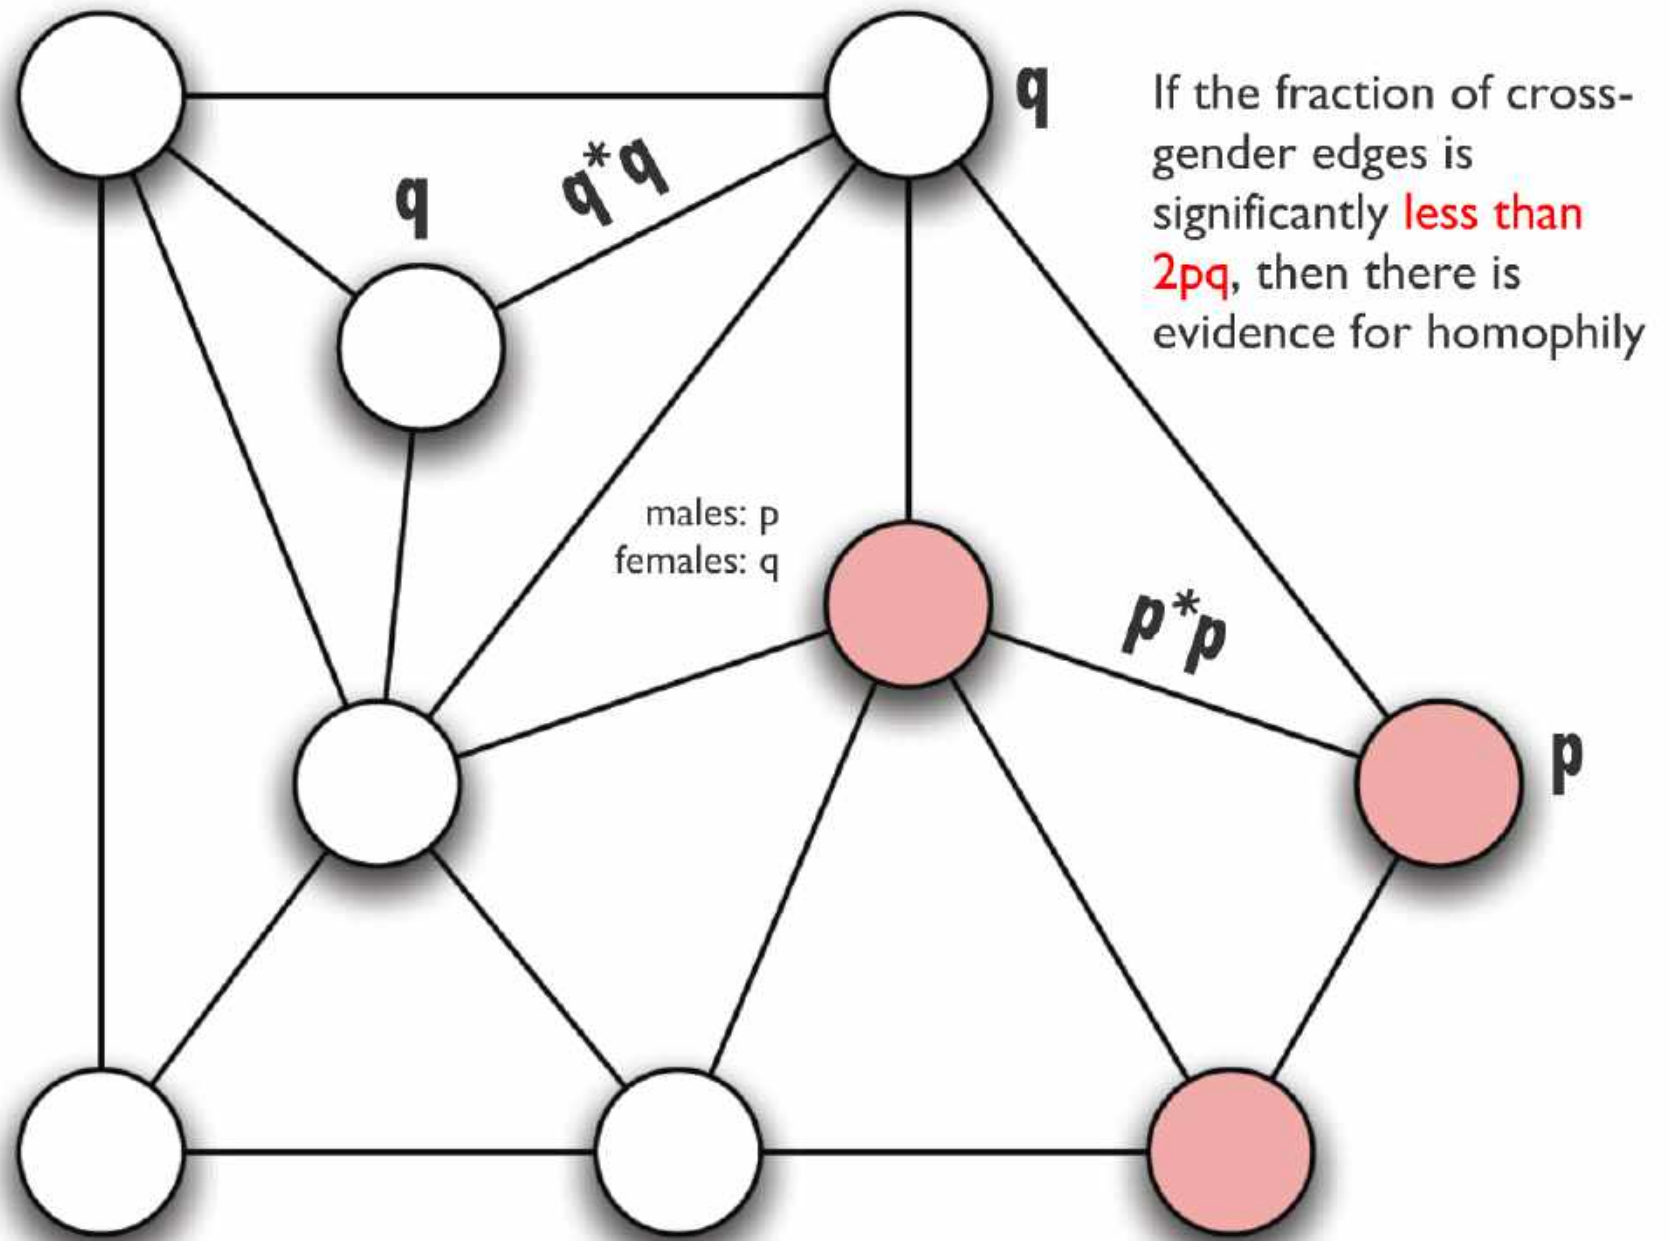 q
If the fraction of cross-
gender edges is
significantly less than
2pq, then there is
evidence for homophily
q
q*q
males: p
females: q
p*p
p